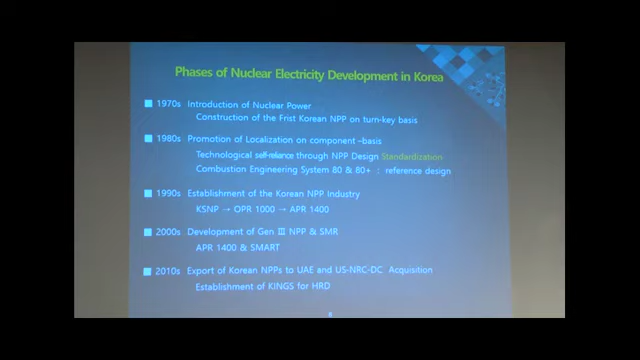 Phases of Nuclear Electricity Development in Korea
1970s Introduction of Nuclear Power
Construction of the Frist Korean NPP on turn-key basis
1980s Promotion of Localization on component –basis
Technological self-reliance through NPP Design Standardization
Combustion Engineering System 80 & 80+ : reference design
1990s Establishment of the Korean NPP Industry
KSNP → OPR 1000 → APR 1400
2000s Development of Gen Ⅲ NPP & SMR
APR 1400 & SMART
2010s Export of Korean NPPs to UAE and US-NRC-DC Acquisition
Establishment of KINGS for HRD